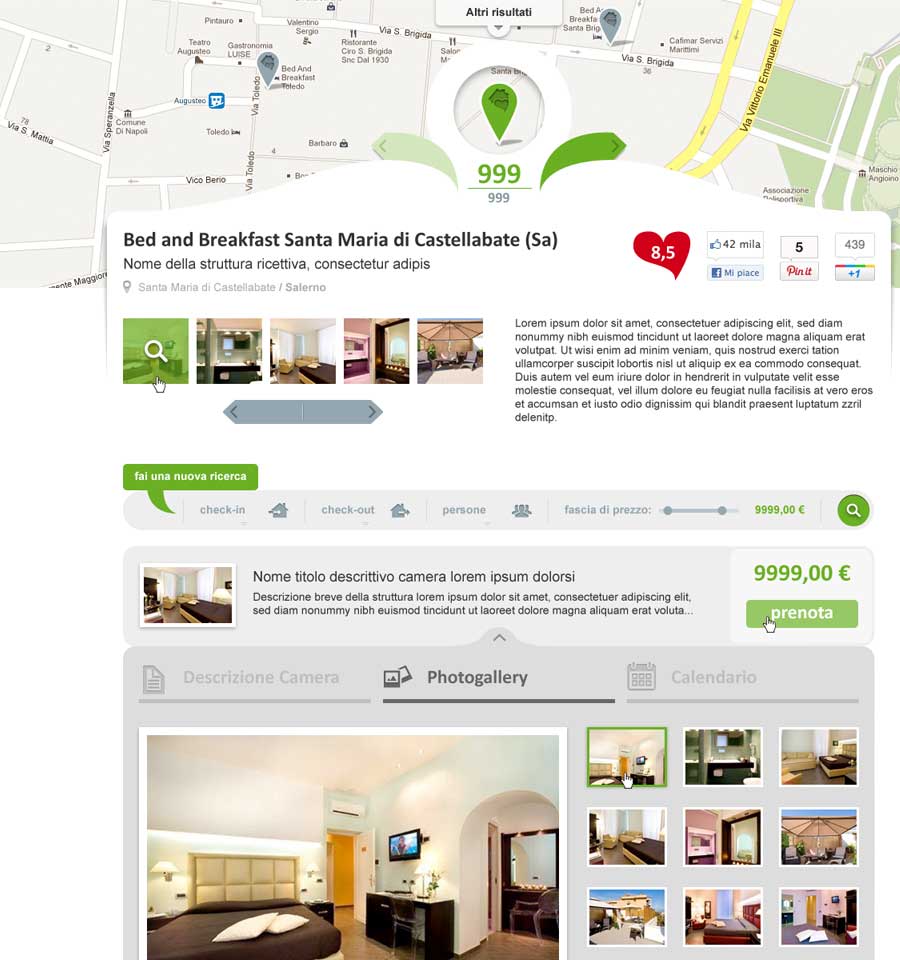 Altri risultati
Pintauro
Valentino
Sergio
Via S. Brigida
Bed A
Breakfa
Santa Brig
Teatro
Augusteo
Gastronomia
LUISE
Ristorante
Ciro S. Brigida
Snc Dal 1930
Cafimar Servizi
Marittimi
Via S. Brigida
36
Bed And
Breakfast
Toledo
Santa Bri
Augusteo
Via Toledo
Via Speranzella
Via Vittorio Emanuele III
Comune
Di Napoli
78
Via S. Mattia
Toledo
Barbaro
4
Via Toledo
Vico Berio
Maschio
Angioino
Associazione
999
999
Bed and Breakfast Santa Maria di Castellabate (Sa)
Nome della struttura ricettiva, consectetur adipis
Santa Maria di Castellabate / Salerno
8,5
42 mila
5
439
Mi piace
Pin it
+1
Lorem ipsum dolor sit amet, consectetuer adipiscing elit, sed diam
nonummy nibh euismod tincidunt ut laoreet dolore magna aliquam erat
volutpat. Ut wisi enim ad minim veniam, quis nostrud exerci tation
ullamcorper suscipit lobortis nisl ut aliquip ex ea commodo consequat.
Duis autem vel eum iriure dolor in hendrerit in vulputate velit esse
molestie consequat, vel illum dolore eu feugiat nulla facilisis at vero eros
et accumsan et iusto odio dignissim qui blandit praesent luptatum zzril
delenitp.
fai una nuova ricerca
check-in
check-out
persone
fascia di prezzo:
9999,00 €
Nome titolo descrittivo camera lorem ipsum dolorsi
Descrizione breve della struttura lorem ipsum dolor sit amet, consectetuer adipiscing elit,
sed diam nonummy nibh euismod tincidunt ut laoreet dolore magna aliquam erat voluta...
9999,00 €
prenota
Descrizione Camera
Photogallery
Calendario